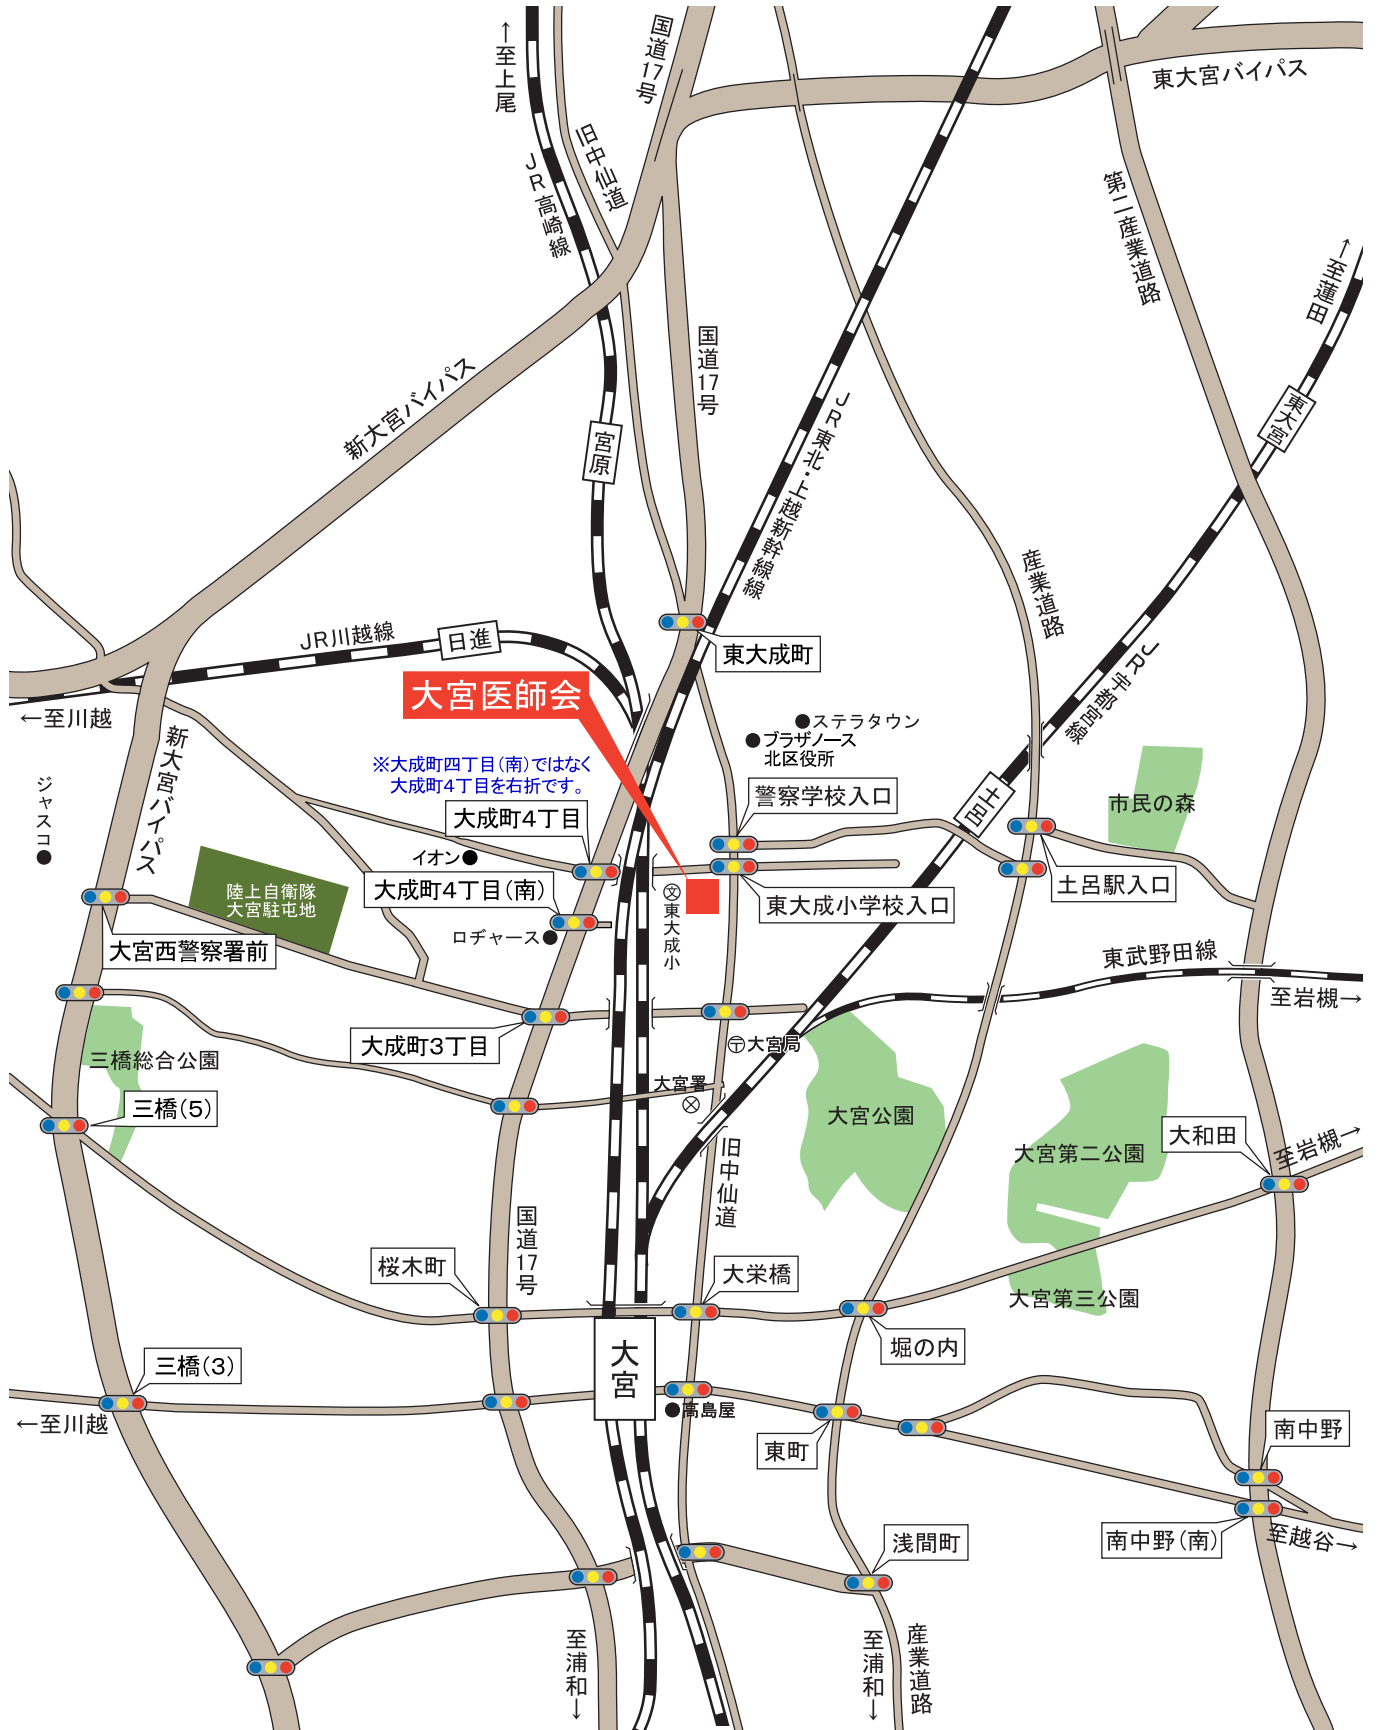 ←至上尾
国道17号
東大宮バイパス
旧中仙道
JR高崎線
第二産業道路
←至蓮田
国道17号
新大宮バイパス
東大宮
JR東北・上越新幹線線
宮原
産業道路
JR川越線
日進
東大成町
JR宇都宮線
大宮医師会
←至川越
ステラタウン
ブラザノース
北区役所
新大宮バイパス
※大成町四丁目(南)ではなく
大成町4丁目を右折です。
土呂
市民の森
ジャスコ
警察学校入口
大成町4丁目
イオン
大成町4丁目(南)
陸上自衛隊
大宮駐屯地
土呂駅入口
文
東大成小
東大成小学校入口
ロヂャース
大宮西警察署前
東武野田線
至岩槻→
大成町3丁目
〒大宮局
三橋総合公園
大宮署
三橋(5)
大宮公園
大和田
至岩槻→
大宮第二公園
旧中仙道
国道17号
桜木町
大栄橋
大宮第三公園
堀の内
大宮
三橋(3)
←至川越
髙島屋
東町
南中野
南中野(南)
至越谷→
浅間町
至浦和→
至浦和→
産業道路